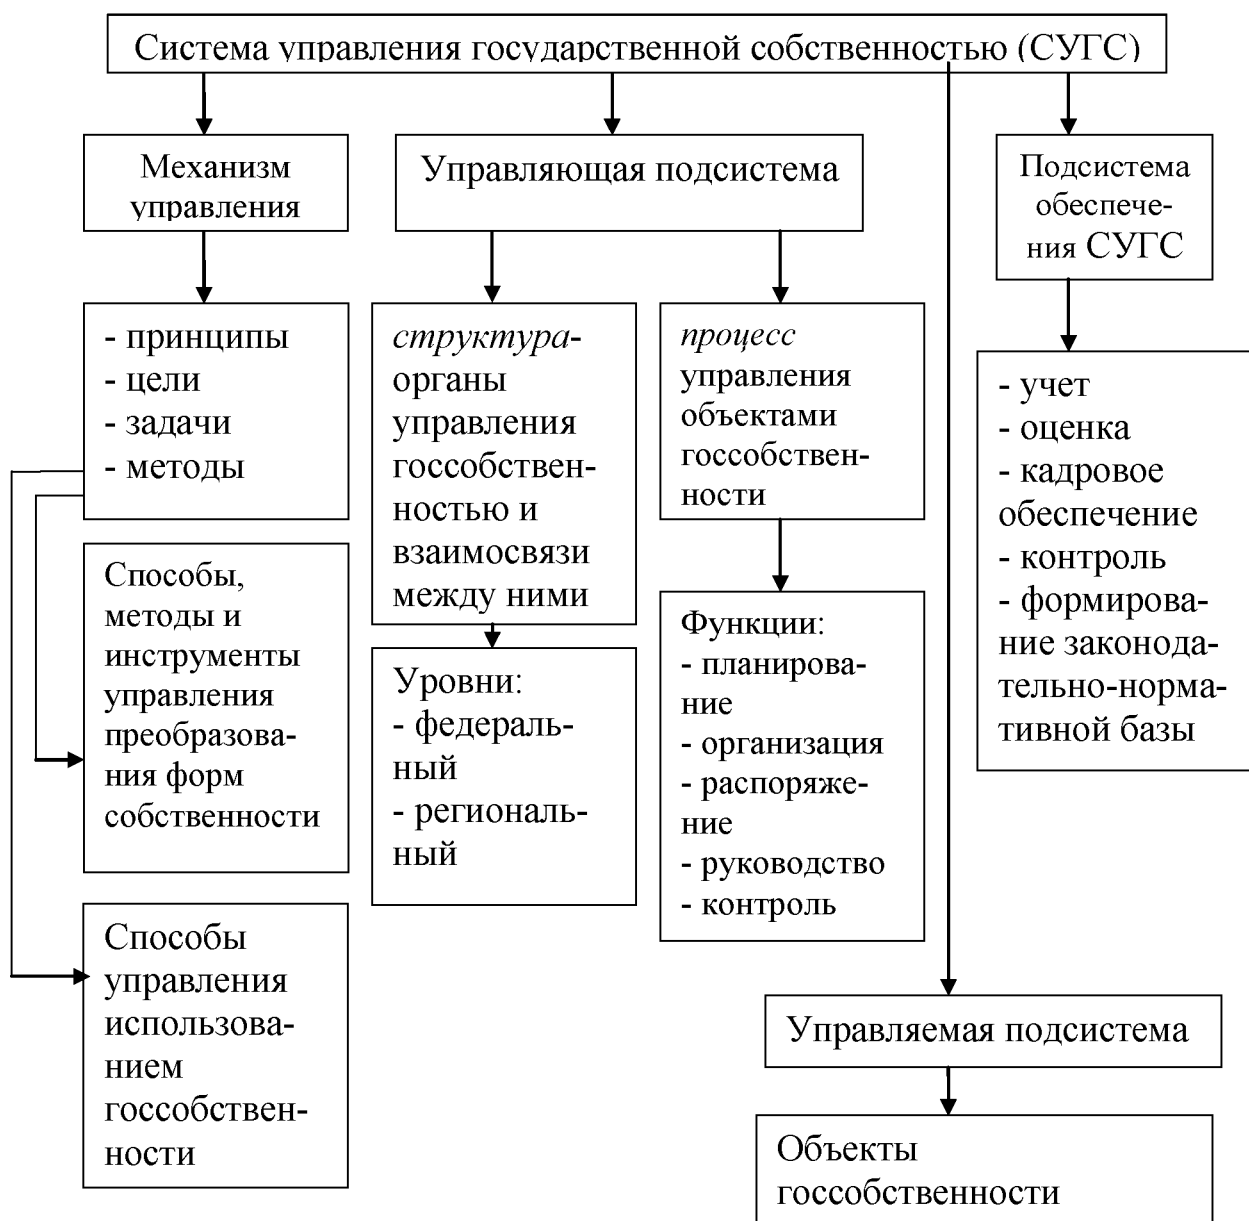 Система управления государственной собственностью (СУГС)
Механизм
управления
Управляющая подсистема
Подсистема
обеспече-
ния СУГС
- принципы
- цели
- задачи
- методы
структура-
органы
управления
госсобствен-
ностью и
взаимосвязи
между ними
процесс
управления
объектами
госсобствен-
ности
- учет
- оценка
- кадровое
обеспечение
- контроль
- формирова-
ние законода-
тельно-норма-
тивной базы
Способы,
методы и
инструменты
управления
преобразова-
ния форм
собственности
Уровни:
- федераль-
ный
- региональ-
ный
Функции:
- планирова-
ние
- организация
- распоряже-
ние
- руководство
- контроль
Способы
управления
использова-
нием
госсобствен-
ности
Управляемая подсистема
Объекты
госсобственности